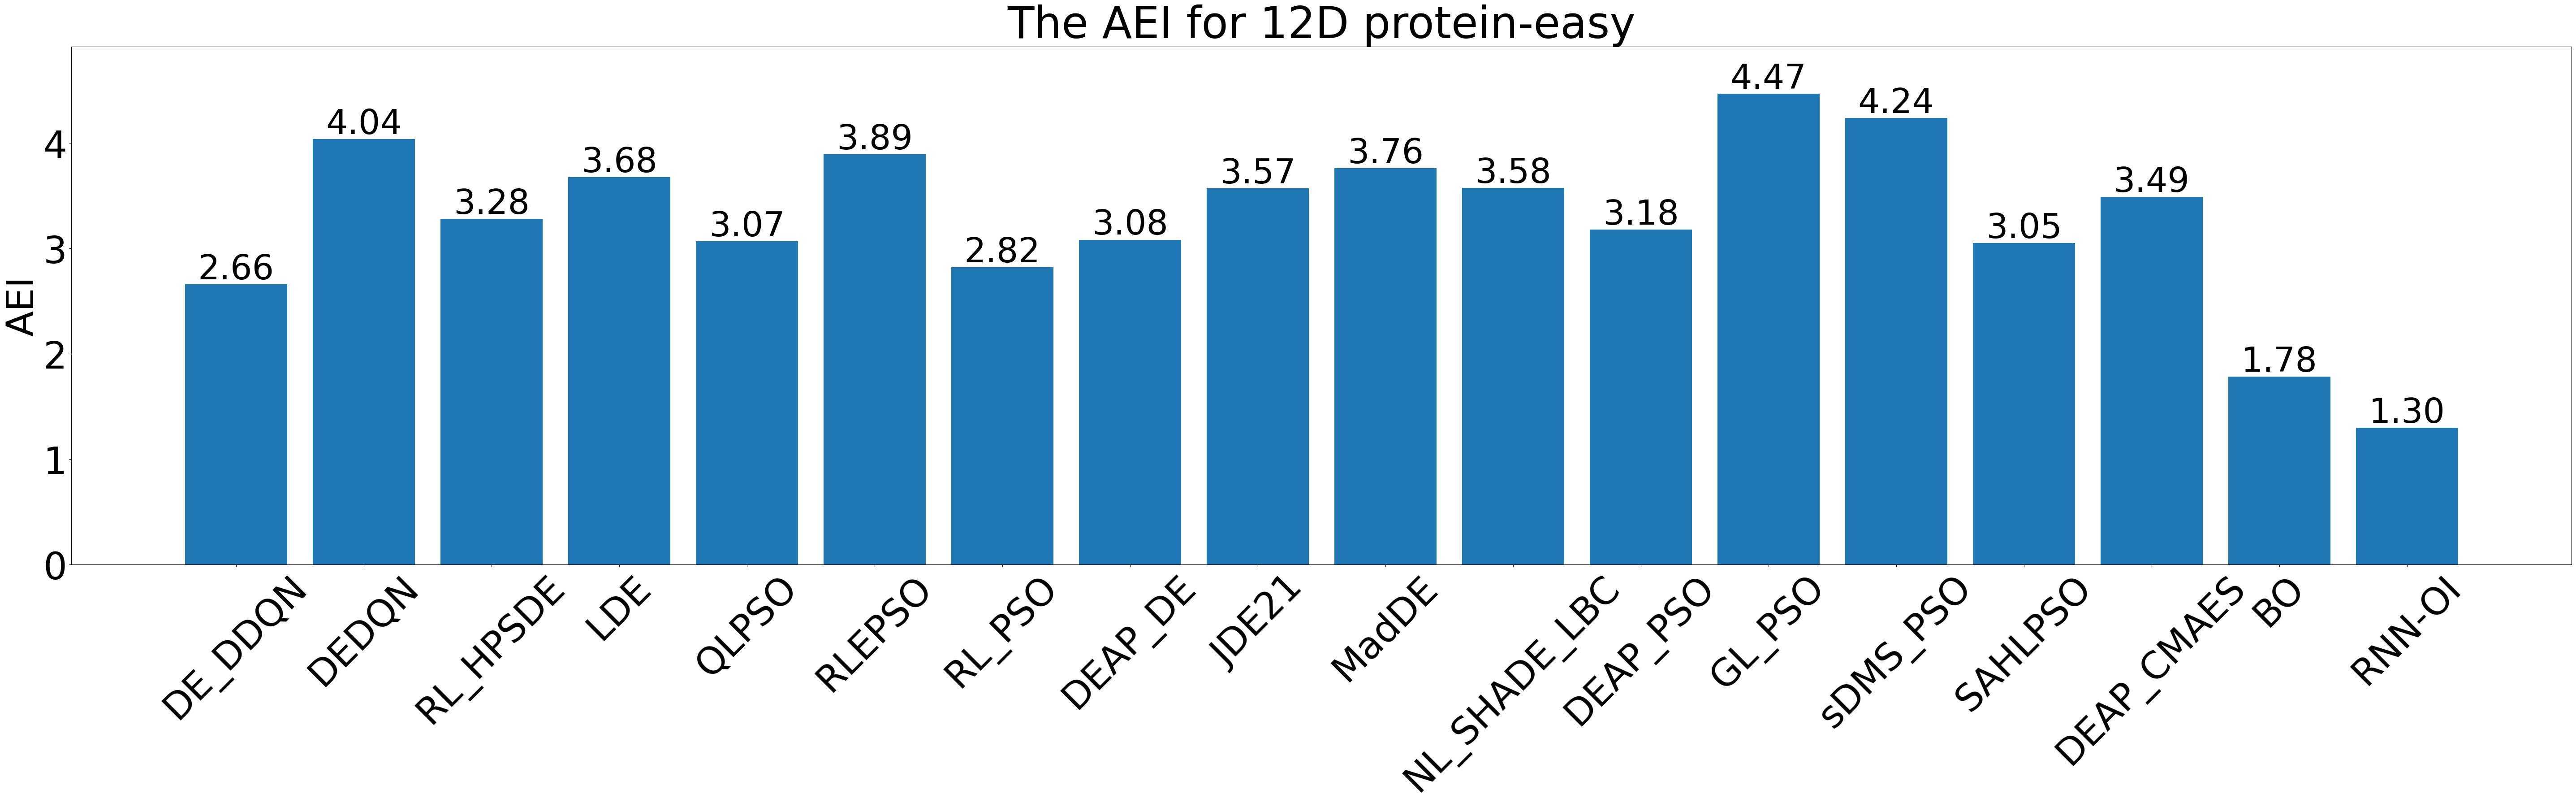 The AEI for 12D protein-easy
AEI
4
3
2
1
0
2.66
4.04
3.28
3.68
3.07
3.89
2.82
3.08
3.57
3.76
3.58
3.18
4.47
4.24
3.05
3.49
1.78
1.30
DE_DDQN
DEDQN
RL_HPSDE
LDE
QLPSO
RLEPSO
RL_PSO
DEAP_DE
JDE21
MadDE
NL_SHADE_LBC
DEAP_PSO
GL_PSO
sDMS_PSO
SAHLPSO
DEAP_CMAES
BO
RNN-OI